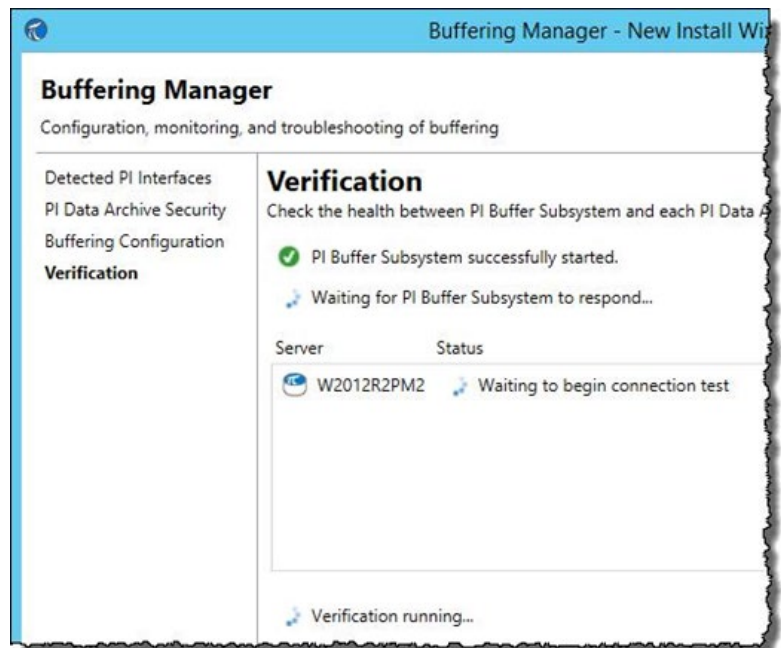 Buffering Manager - New Install Wi
Buffering Manager
Configuration, monitoring, and troubleshooting of buffering
Detected PI Interfaces
PI Data Archive Security
Buffering Configuration
Verification
Verification
Check the health between PI Buffer Subsystem and each PI Data A
PI Buffer Subsystem successfully started.
Waiting for PI Buffer Subsystem to respond...
Server Status
W2012R2PM2 Waiting to begin connection test
Verification running...